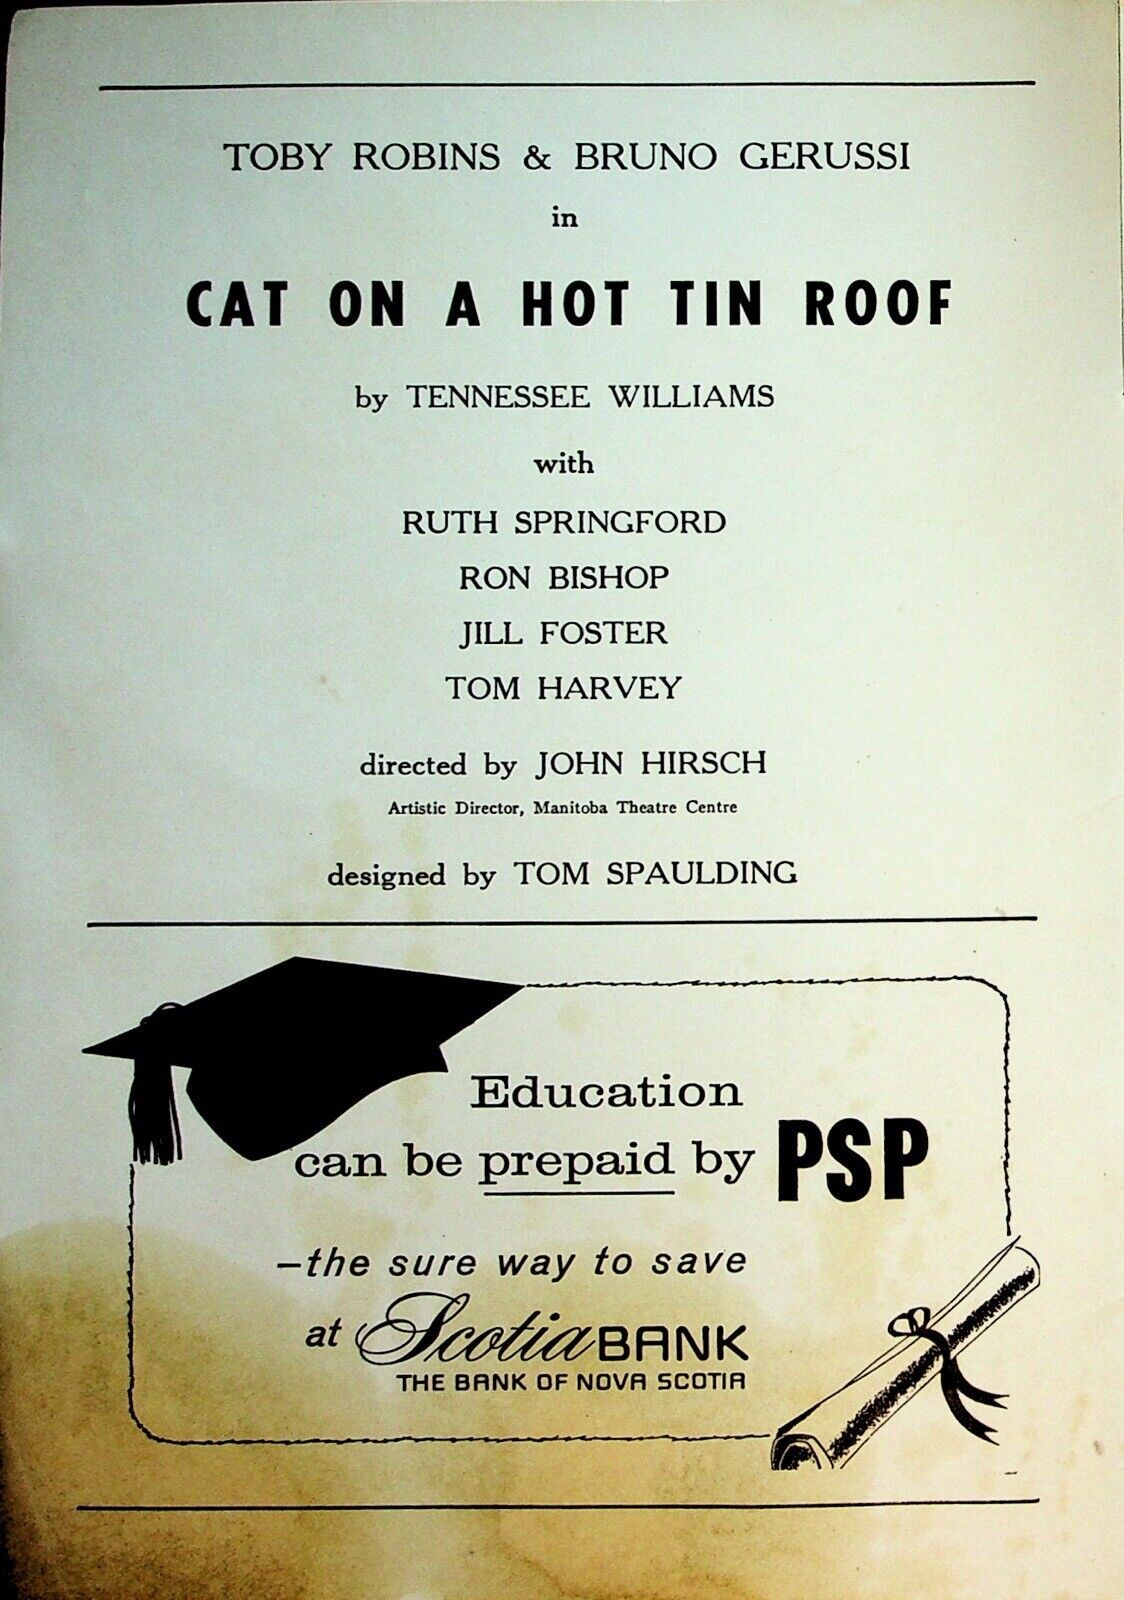 TOBY ROBINS & BRUNO GERUSSI
in
CAT ON A HOT TIN ROOF
by TENNESSEE WILLIAMS
with
RUTH SPRINGFORD
RON BISHOP
JILL FOSTER
TOM HARVEY
directed by JOHN HIRSCH
Artistic Director, Manitoba Theatre Centre
designed by TOM SPAULDING
Education
can be prepaid by PSP
–the sure way to save
at ScotiaBANK
THE BANK OF NOVA SCOTIA